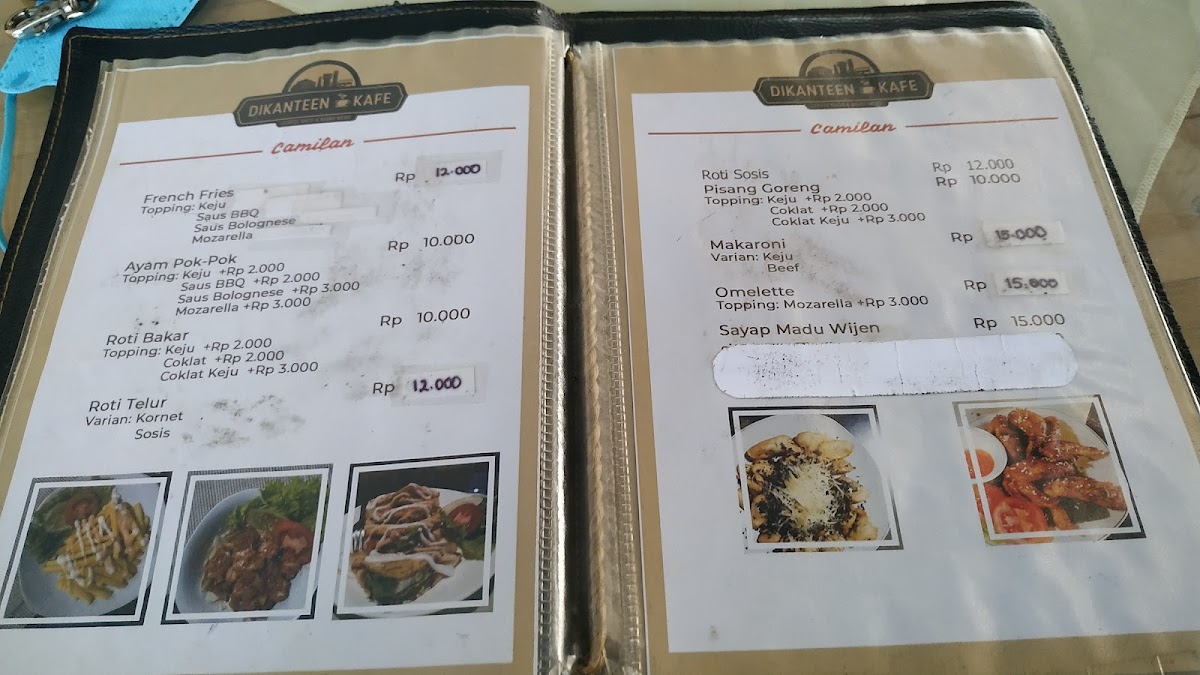 DIKANTEEN KAFE
Camilan
French Fries Rp 12.000
Topping: Keju
Saus BBQ
Saus Bolognese
Mozarella
Ayam Pok-Pok Rp 10.000
Topping: Keju +Rp 2.000
Saus BBQ +Rp 2.000
Saus Bolognese +Rp 3.000
Mozarella +Rp 3.000
Roti Bakar Rp 10.000
Topping: Keju +Rp 2.000
Coklat +Rp 2.000
Coklat Keju +Rp 3.000
Roti Telur Rp 12.000
Varian: Kornet
Sosis
DIKANTEEN KAFE
Camilan
Roti Sosis Rp 12.000
Pisang Goreng Rp 10.000
Topping: Keju +Rp 2.000
Coklat +Rp 2.000
Coklat Keju +Rp 3.000
Makaroni Rp 15.000
Varian: Keju
Beef
Omelette Rp 15.000
Topping: Mozarella +Rp 3.000
Sayap Madu Wijen Rp 15.000